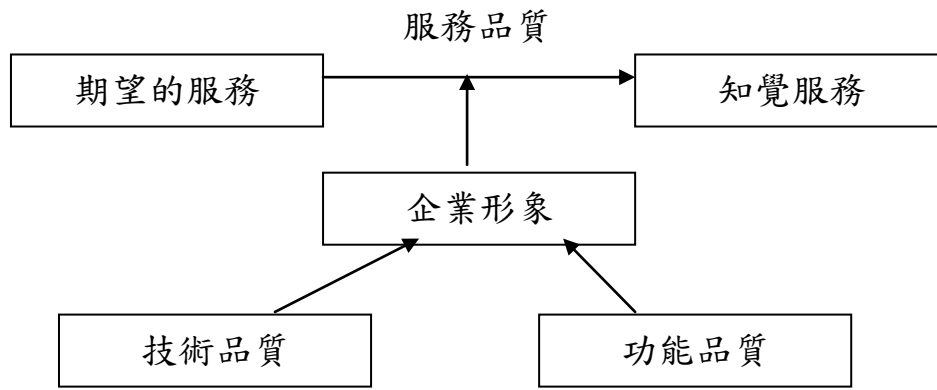 服務品質
期望的服務
知覺服務
企業形象
技術品質
功能品質